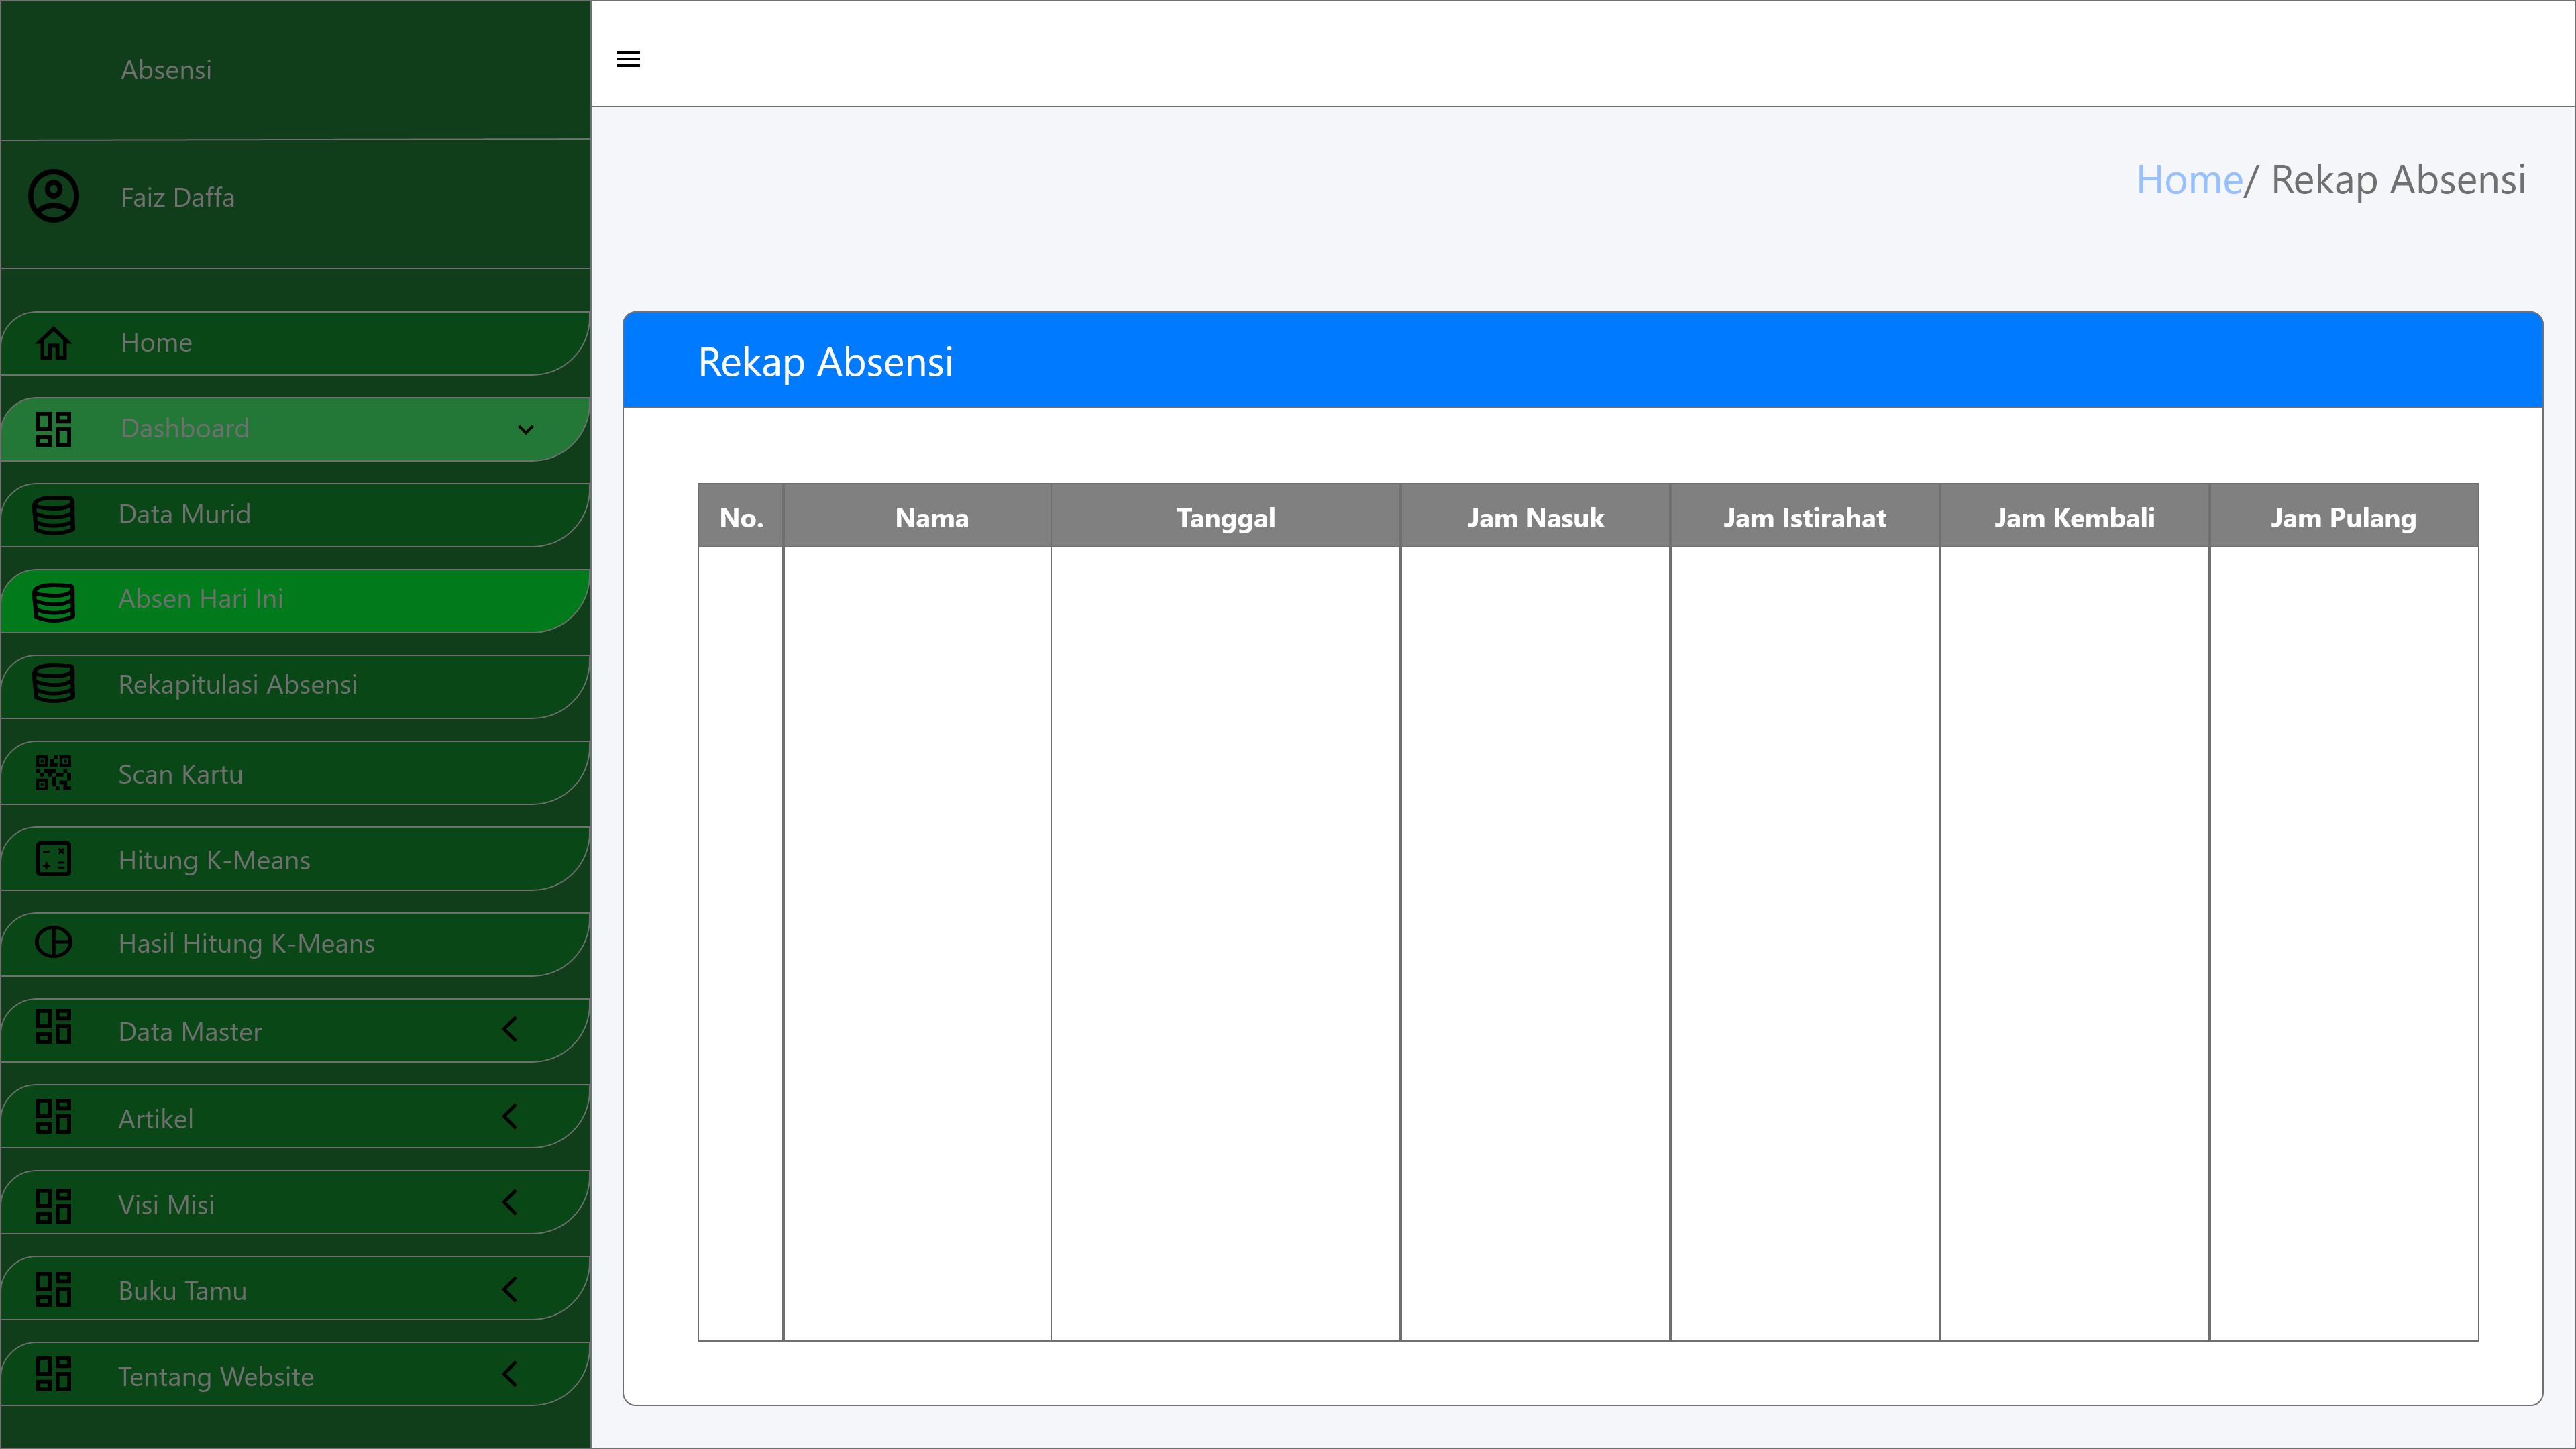 Absensi
Faiz Daffa
Home
Dashboard
Data Murid
Absen Hari Ini
Rekapitulasi Absensi
Scan Kartu
Hitung K-Means
Hasil Hitung K-Means
Data Master
Artikel
Visi Misi
Buku Tamu
Tentang Website
Home/ Rekap Absensi
Rekap Absensi
No. Nama Tanggal Jam Nasuk Jam Istirahat Jam Kembali Jam Pulang